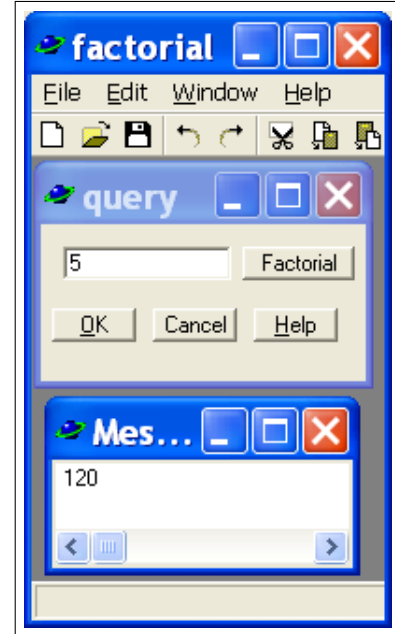 factorial
File Edit Window Help
query
5 Factorial
OK Cancel Help
Mes...
120